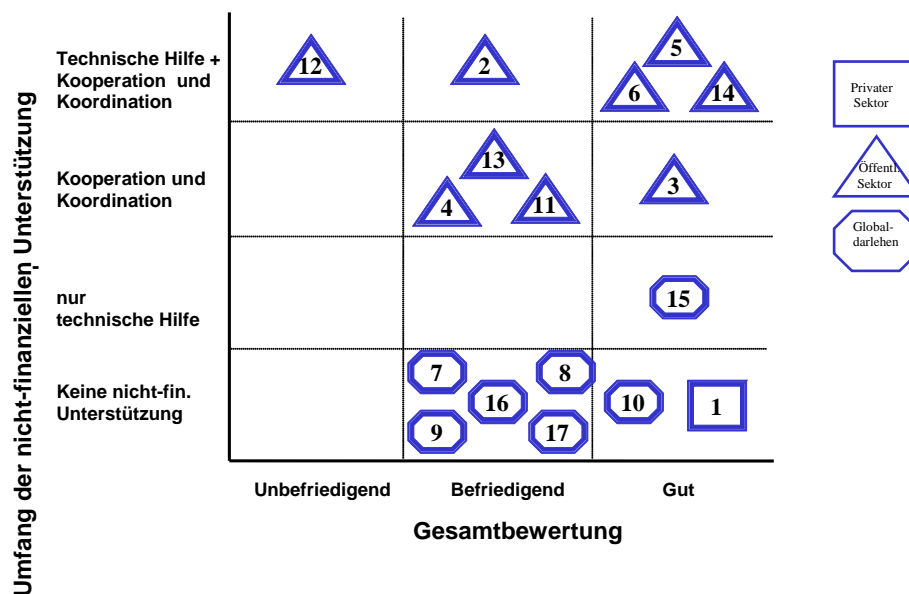 Umfang der nicht-finanziellen Unterstützung
Technische Hilfe +
Kooperation und
Koordination
12
2
5
6
14
Kooperation und
Koordination
13
4
11
3
nur
technische Hilfe
15
Keine nicht-fin.
Unterstützung
7
8
16
10
1
9
17
Unbefriedigend
Befriedigend
Gut
Gesamtbewertung
Privater
Sektor
Öffentl.
Sektor
Global-
darlehen